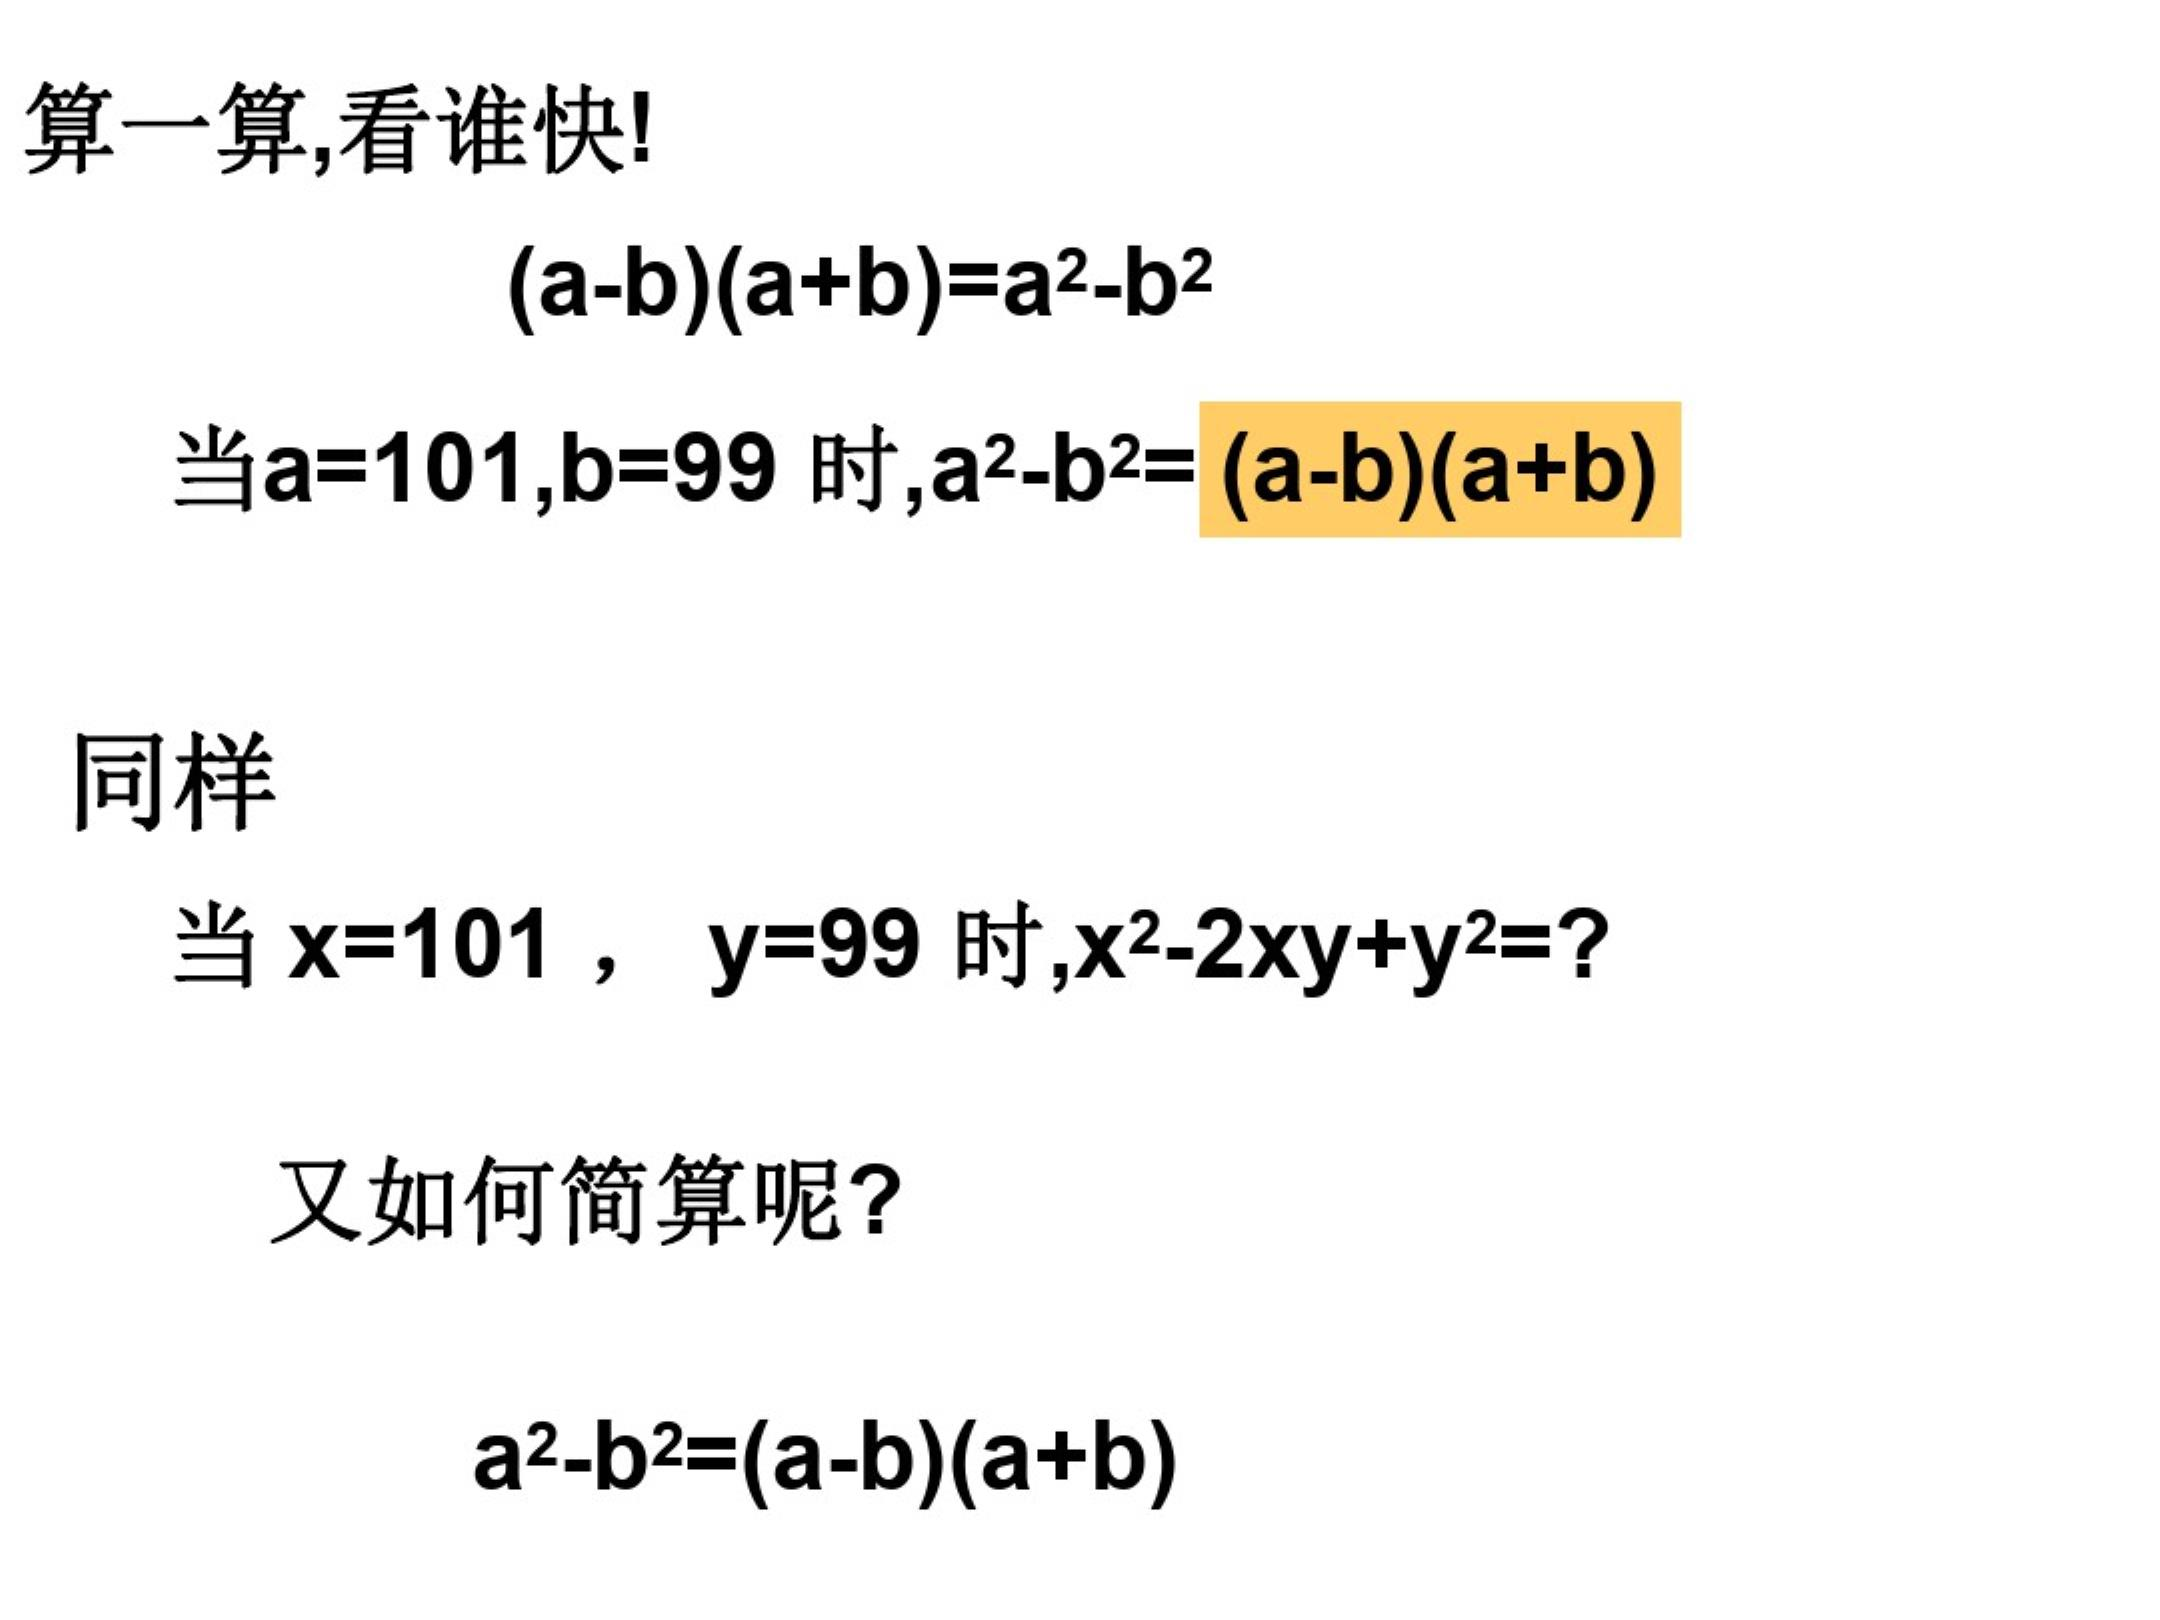 算一算,看谁快!
(a-b)(a+b)=a²-b²
当a=101,b=99 时,a²-b²= (a-b)(a+b)
同样
当 x=101 ， y=99 时,x²-2xy+y²=?
又如何简算呢?
a²-b²=(a-b)(a+b)